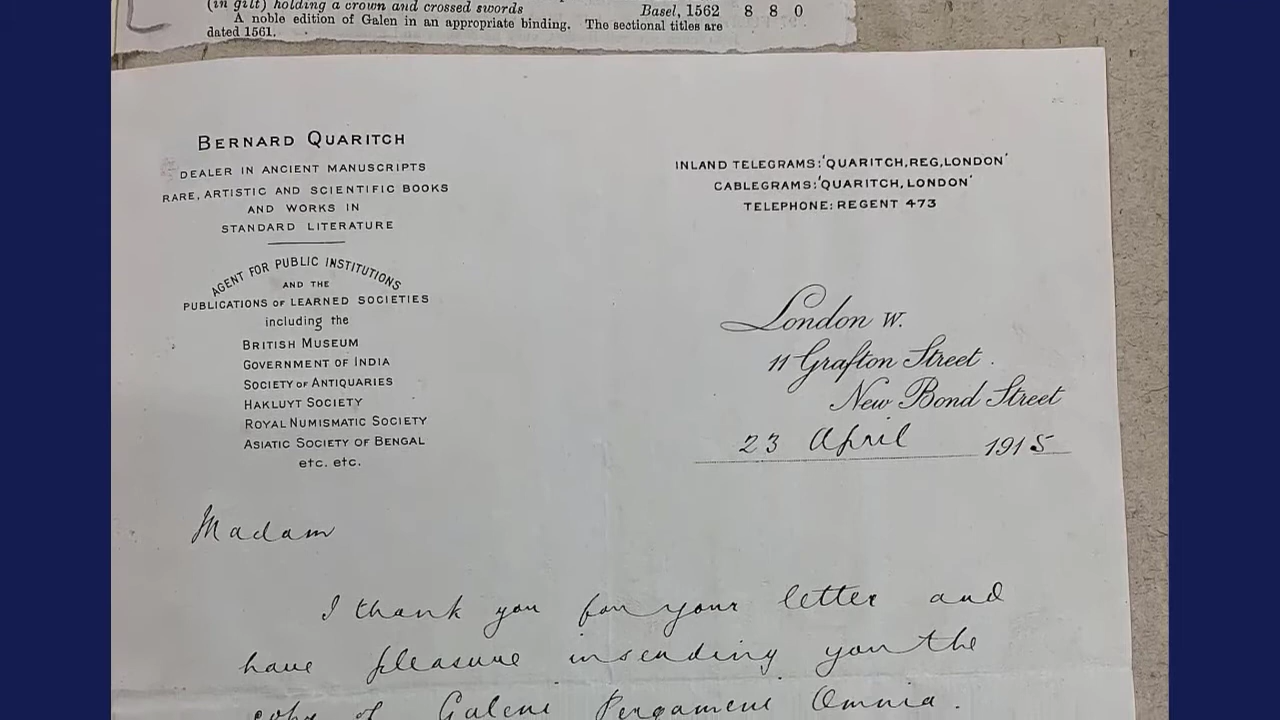 (in gilt) holding a crown and crossed swords Basel, 1562 8 8 0
A noble edition of Galen in an appropriate binding. The sectional titles are
dated 1561.
BERNARD QUARITCH
DEALER IN ANCIENT MANUSCRIPTS
RARE, ARTISTIC AND SCIENTIFIC BOOKS
AND WORKS IN
STANDARD LITERATURE
AGENT FOR PUBLIC INSTITUTIONS
AND THE
PUBLICATIONS OF LEARNED SOCIETIES
including the
BRITISH MUSEUM
GOVERNMENT OF INDIA
SOCIETY OF ANTIQUARIES
HAKLUYT SOCIETY
ROYAL NUMISMATIC SOCIETY
ASIATIC SOCIETY OF BENGAL
etc. etc.
INLAND TELEGRAMS: 'QUARITCH, REG, LONDON'
CABLEGRAMS: 'QUARITCH, LONDON'
TELEPHONE: REGENT 473
London W.
11 Grafton Street.
New Bond Street
23 April 1915
Madam
I thank you for your letter and
have pleasure in sending you the
copy of Galeni Pergameni Omnia.